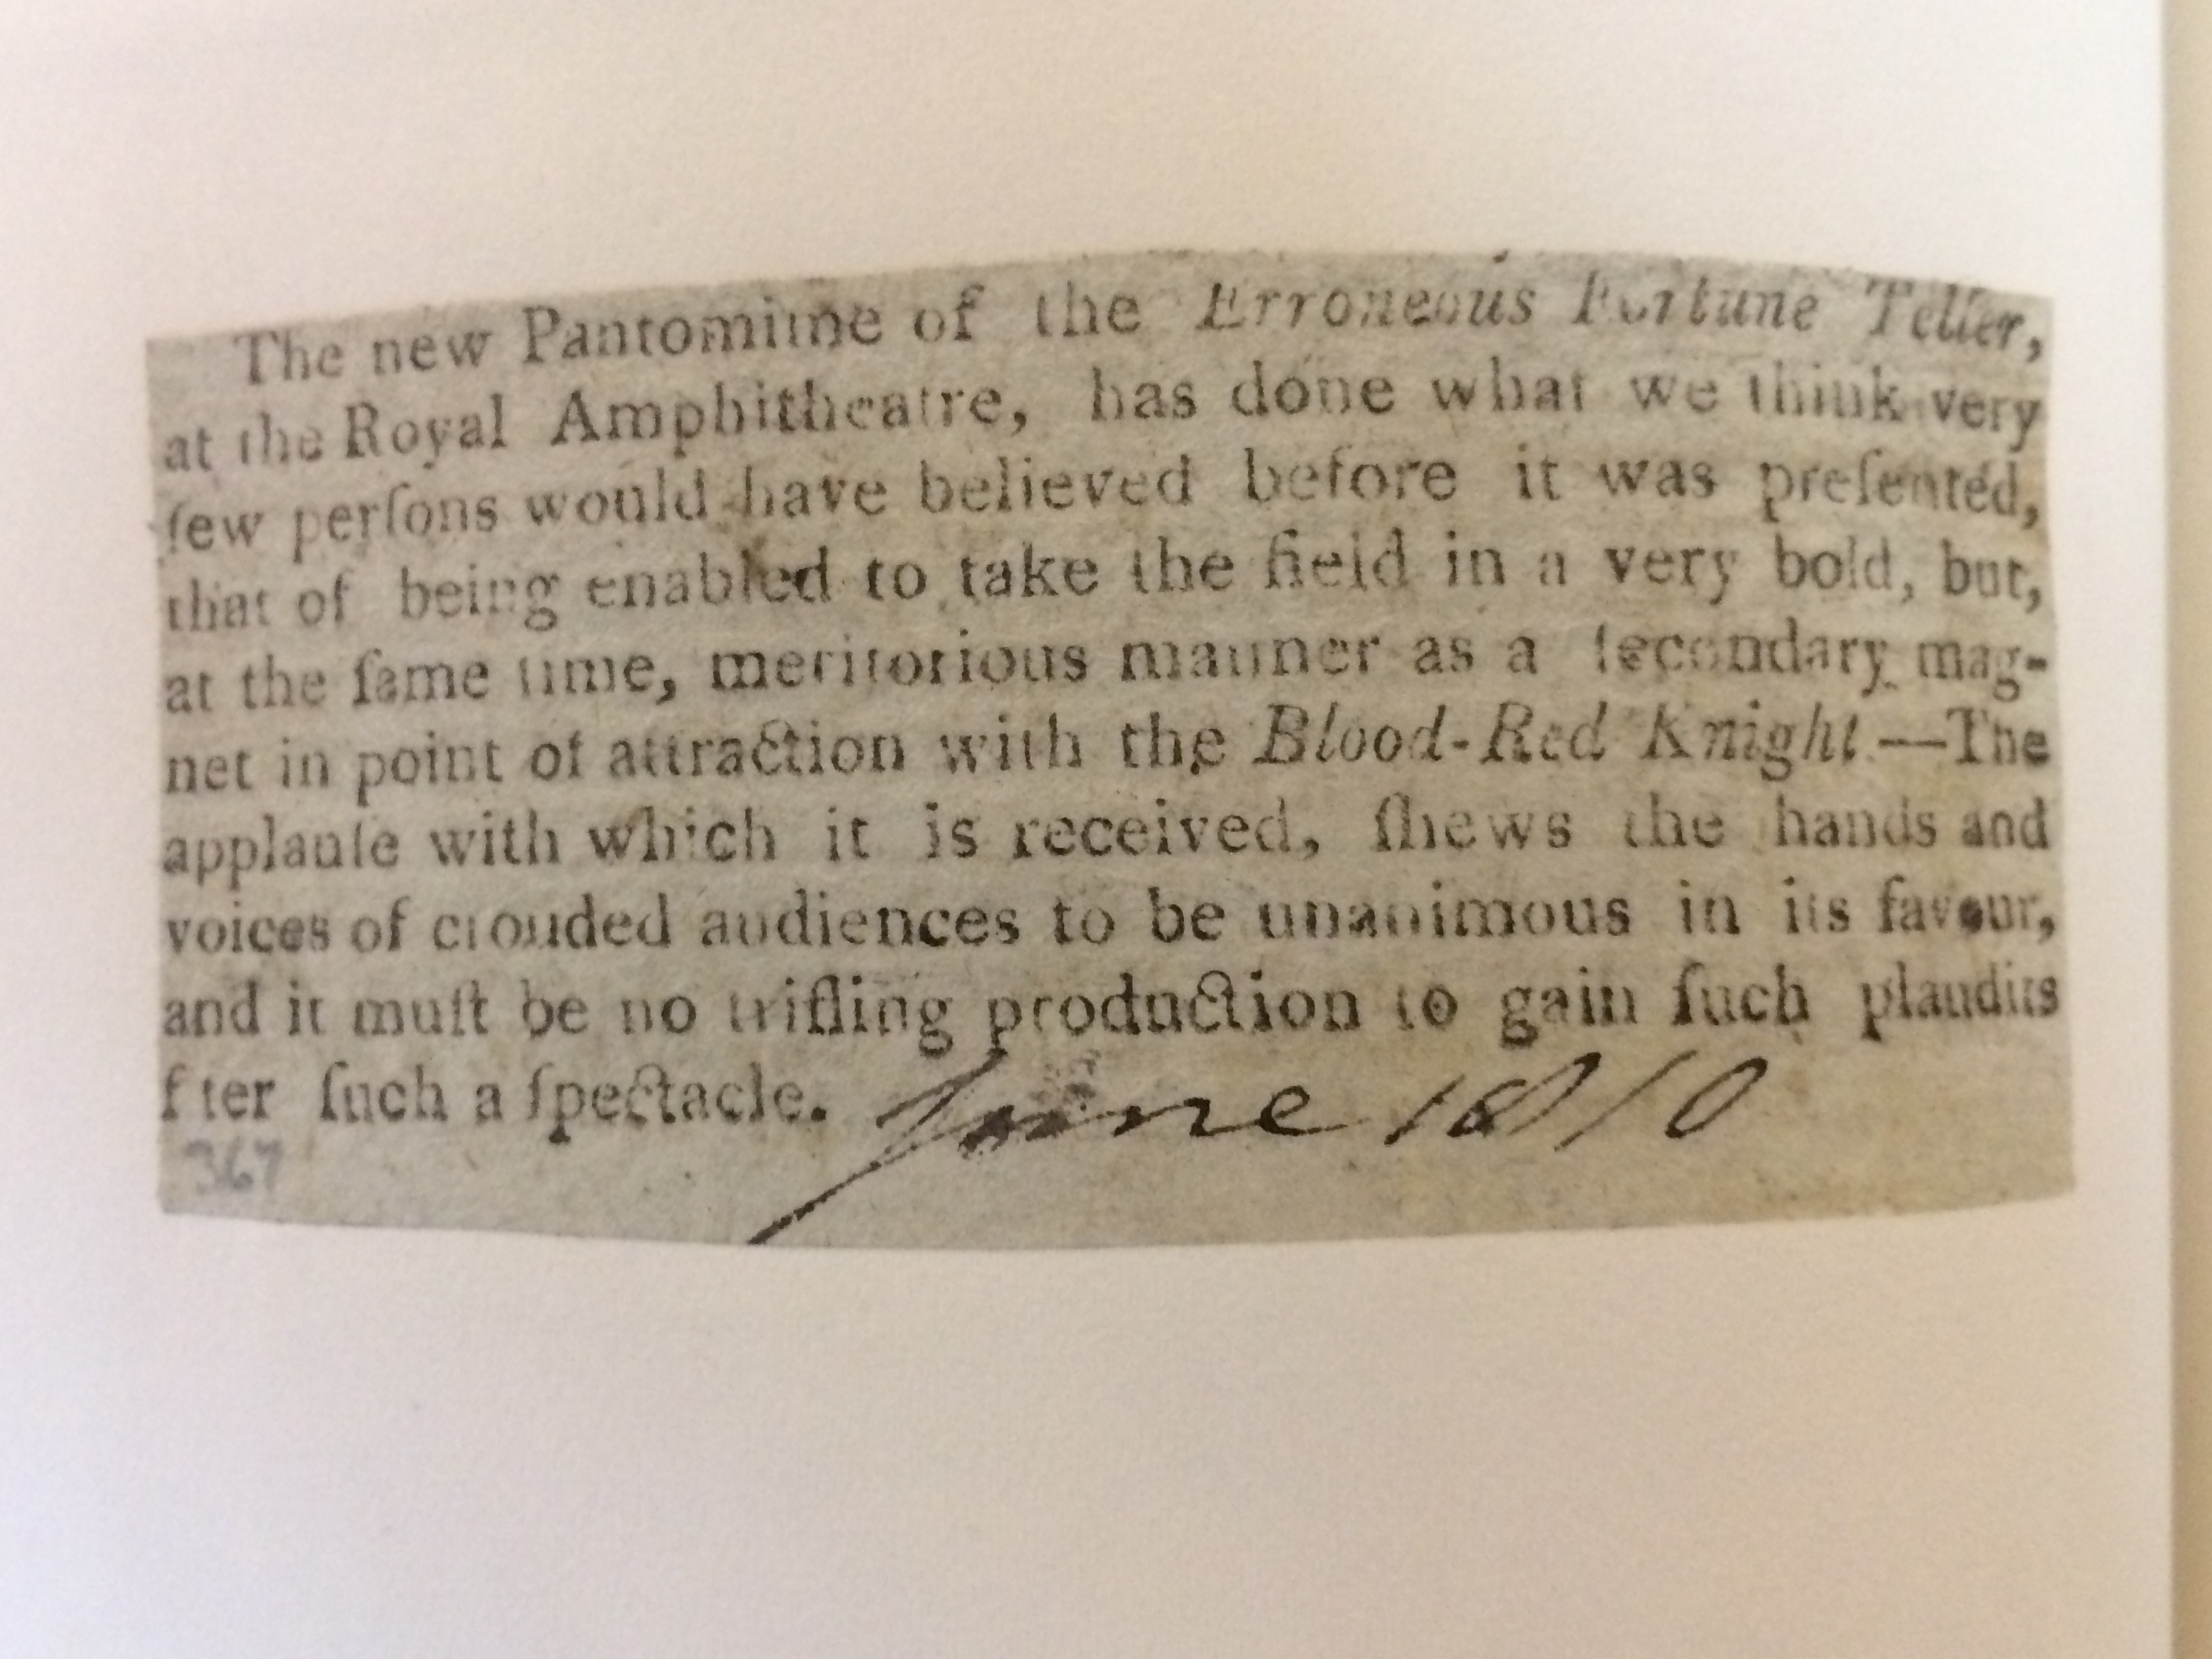 The new Pantomime of the Erroneous Fortune Teller,
at the Royal Amphitheatre, has done what we think very
few perſons would have believed before it was preſented,
that of being enabled to take the field in a very bold, but,
at the ſame time, meritorious manner as a ſecondary mag-
net in point of attraction with the Blood-Red Knight.—The
applauſe with which it is received, ſhews the hands and
voices of crouded audiences to be unanimous in its favour,
and it muſt be no trifling production to gain ſuch plaudits
f ter ſuch a ſpectacle. June 1810
367